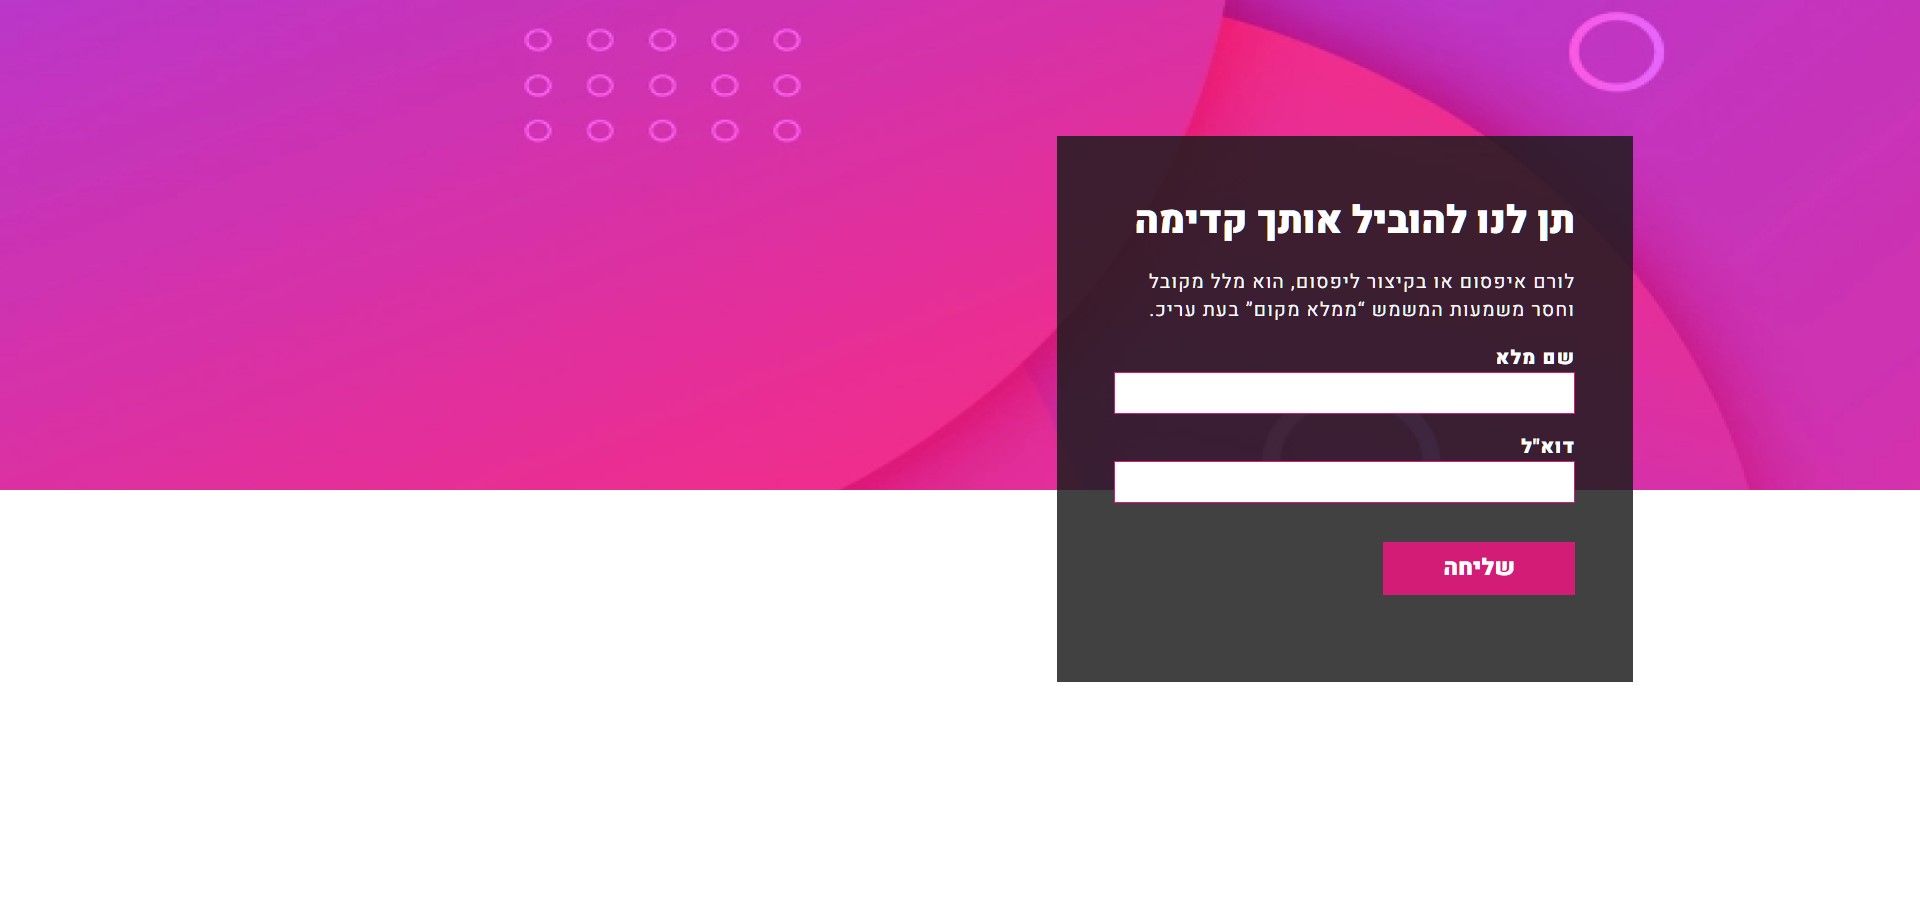 תן לנו להוביל אותך קדימה
לורם איפסום או בקיצור ליפסום, הוא מלל מקובל
וחסר משמעות המשמש “ממלא מקום” בעת עריכ.
שם מלא
דוא"ל
שליחה